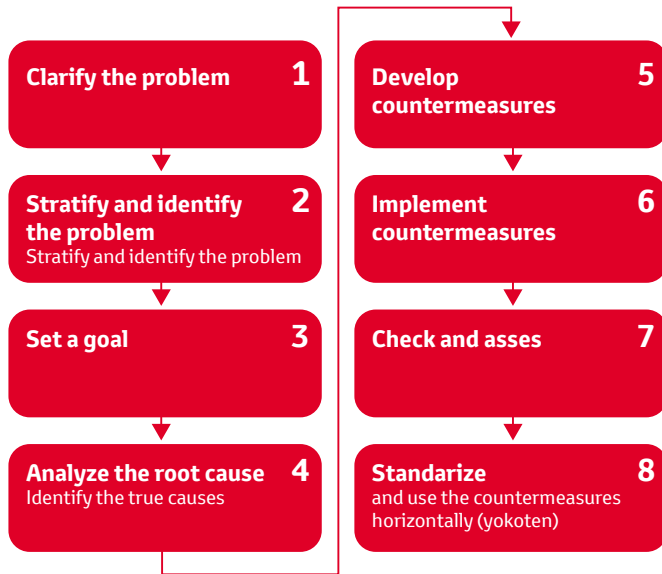 Clarify the problem 1
Stratify and identify 2
the problem
Stratify and identify the problem
Set a goal 3
Analyze the root cause 4
Identify the true causes
Develop 5
countermeasures
Implement 6
countermeasures
Check and asses 7
Standarize 8
and use the countermeasures
horizontally (yokoten)